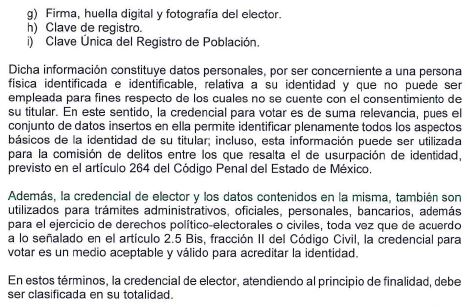 g) Firma, huella digital y fotografía del elector.
h) Clave de registro.
i) Clave Única del Registro de Población.
Dicha información constituye datos personales, por ser concerniente a una persona
física identificada e identificable, relativa a su identidad y que no puede ser
empleada para fines respecto de los cuales no se cuente con el consentimiento de
su titular. En este sentido, la credencial para votar es de suma relevancia, pues el
conjunto de datos insertos en ella permite identificar plenamente todos los aspectos
básicos de la identidad de su titular; incluso, esta información puede ser utilizada
para la comisión de delitos entre los que resalta el de usurpación de identidad,
previsto en el artículo 264 del Código Penal del Estado de México.
Además, la credencial de elector y los datos contenidos en la misma, también son
utilizados para trámites administrativos, oficiales, personales, bancarios, además
para el ejercicio de derechos político-electorales o civiles, toda vez que de acuerdo
a lo señalado en el artículo 2.5 Bis, fracción II del Código Civil, la credencial para
votar es un medio aceptable y válido para acreditar la identidad.
En estos términos, la credencial de elector, atendiendo al principio de finalidad, debe
ser clasificada en su totalidad.